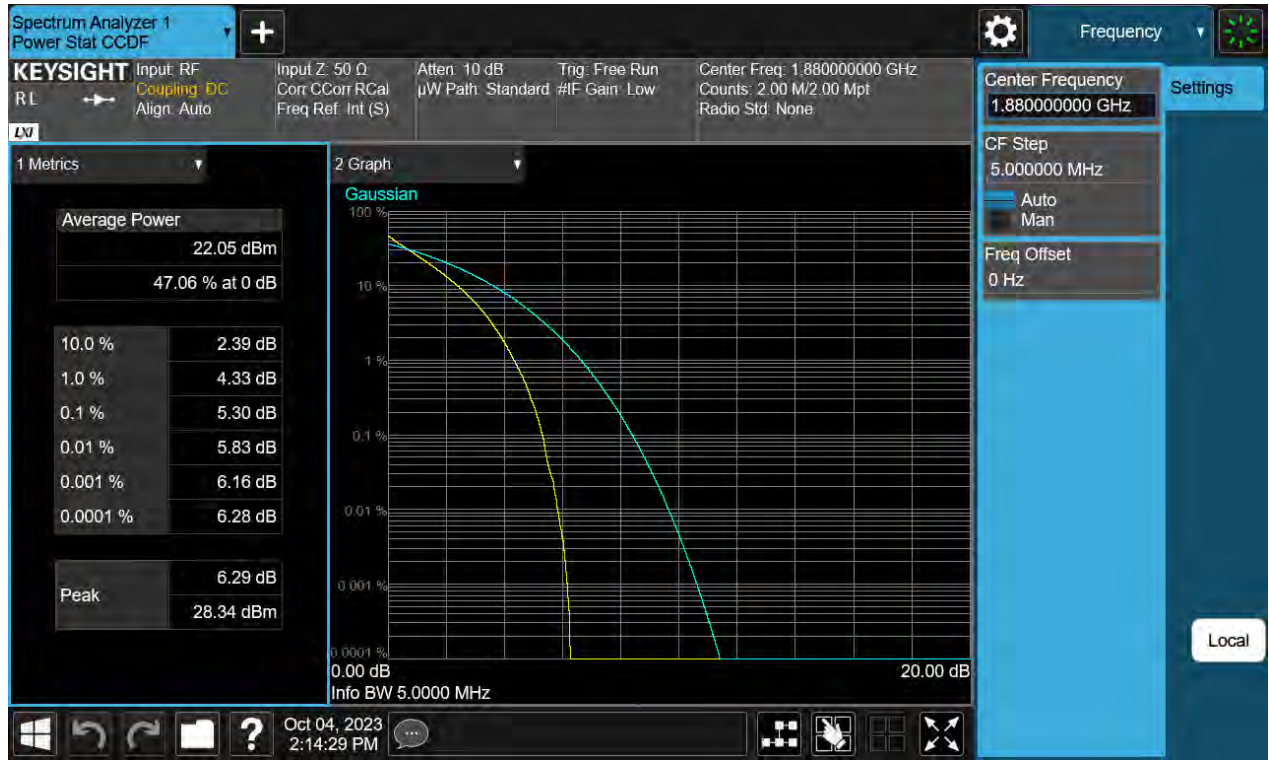 Spectrum Analyzer 1
Power Stat CCDF
Frequency
KEYSIGHT
RL
LXI
Input: RF
Coupling: DC
Align: Auto
Input Z: 50 Ω
Corr CCorr RCal
Freq Ref: Int (S)
Atten: 10 dB
µW Path: Standard
Trig: Free Run
#IF Gain: Low
Center Freq: 1.880000000 GHz
Counts: 2.00 M/2.00 Mpt
Radio Std: None
Center Frequency
1.880000000 GHz
Settings
CF Step
5.000000 MHz
Auto
Man
Freq Offset
0 Hz
Local
1 Metrics
Average Power
22.05 dBm
47.06 % at 0 dB
10.0 % 2.39 dB
1.0 % 4.33 dB
0.1 % 5.30 dB
0.01 % 5.83 dB
0.001 % 6.16 dB
0.0001 % 6.28 dB
Peak
6.29 dB
28.34 dBm
2 Graph
Gaussian
100 %
10 %
1 %
0.1 %
0.01 %
0.001 %
0.0001 %
0.00 dB 20.00 dB
Info BW 5.0000 MHz
?
Oct 04, 2023
2:14:29 PM